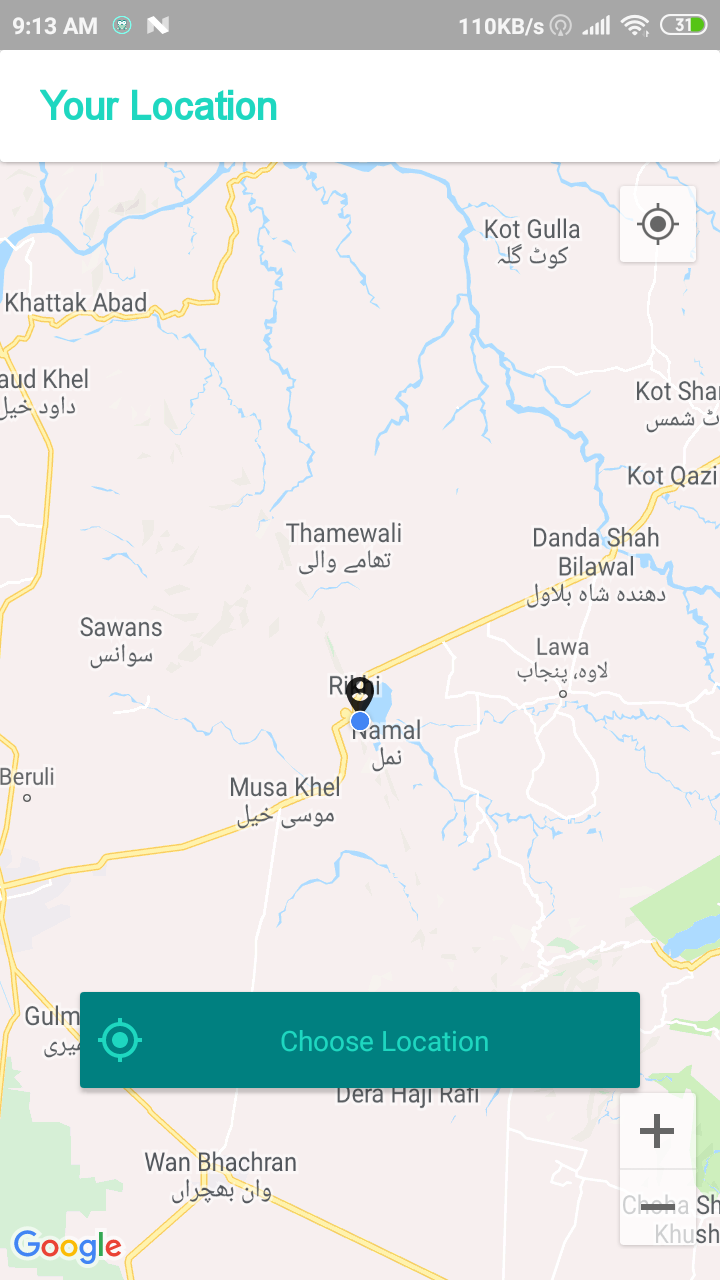 9:13 AM
110KB/s
31
Your Location
Kot Gulla
کوٹ گلہ
Khattak Abad
aud Khel
داود خیل
Kot Shar
ٹ شمس
Kot Qazi
Thamewali
تھامے والی
Danda Shah
Bilawal
دھندہ شاہ بلاول
Sawans
سوانس
Lawa
لاوہ، پنجاب
Namal
نمل
Beruli
Musa Khel
موسی خیل
Gulm
میری
Choose Location
Dera Haji Rafi
Wan Bhachran
وان بھچراں
Choha Sh
Khush
Google